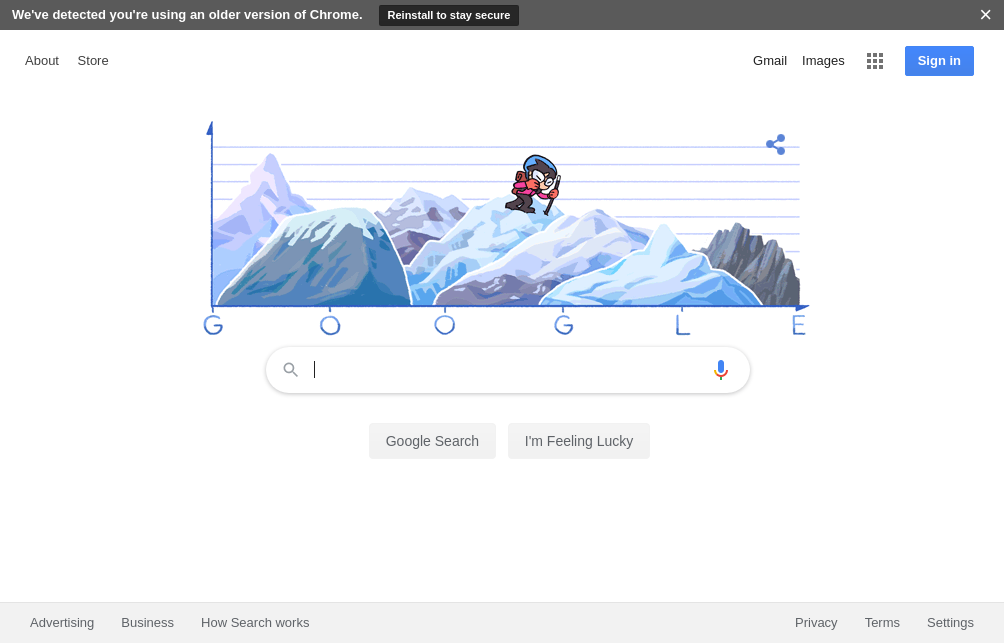 We've detected you're using an older version of Chrome. Reinstall to stay secure
About Store Gmail Images Sign in
G O O G L E
Google Search I'm Feeling Lucky
Advertising Business How Search works Privacy Terms Settings